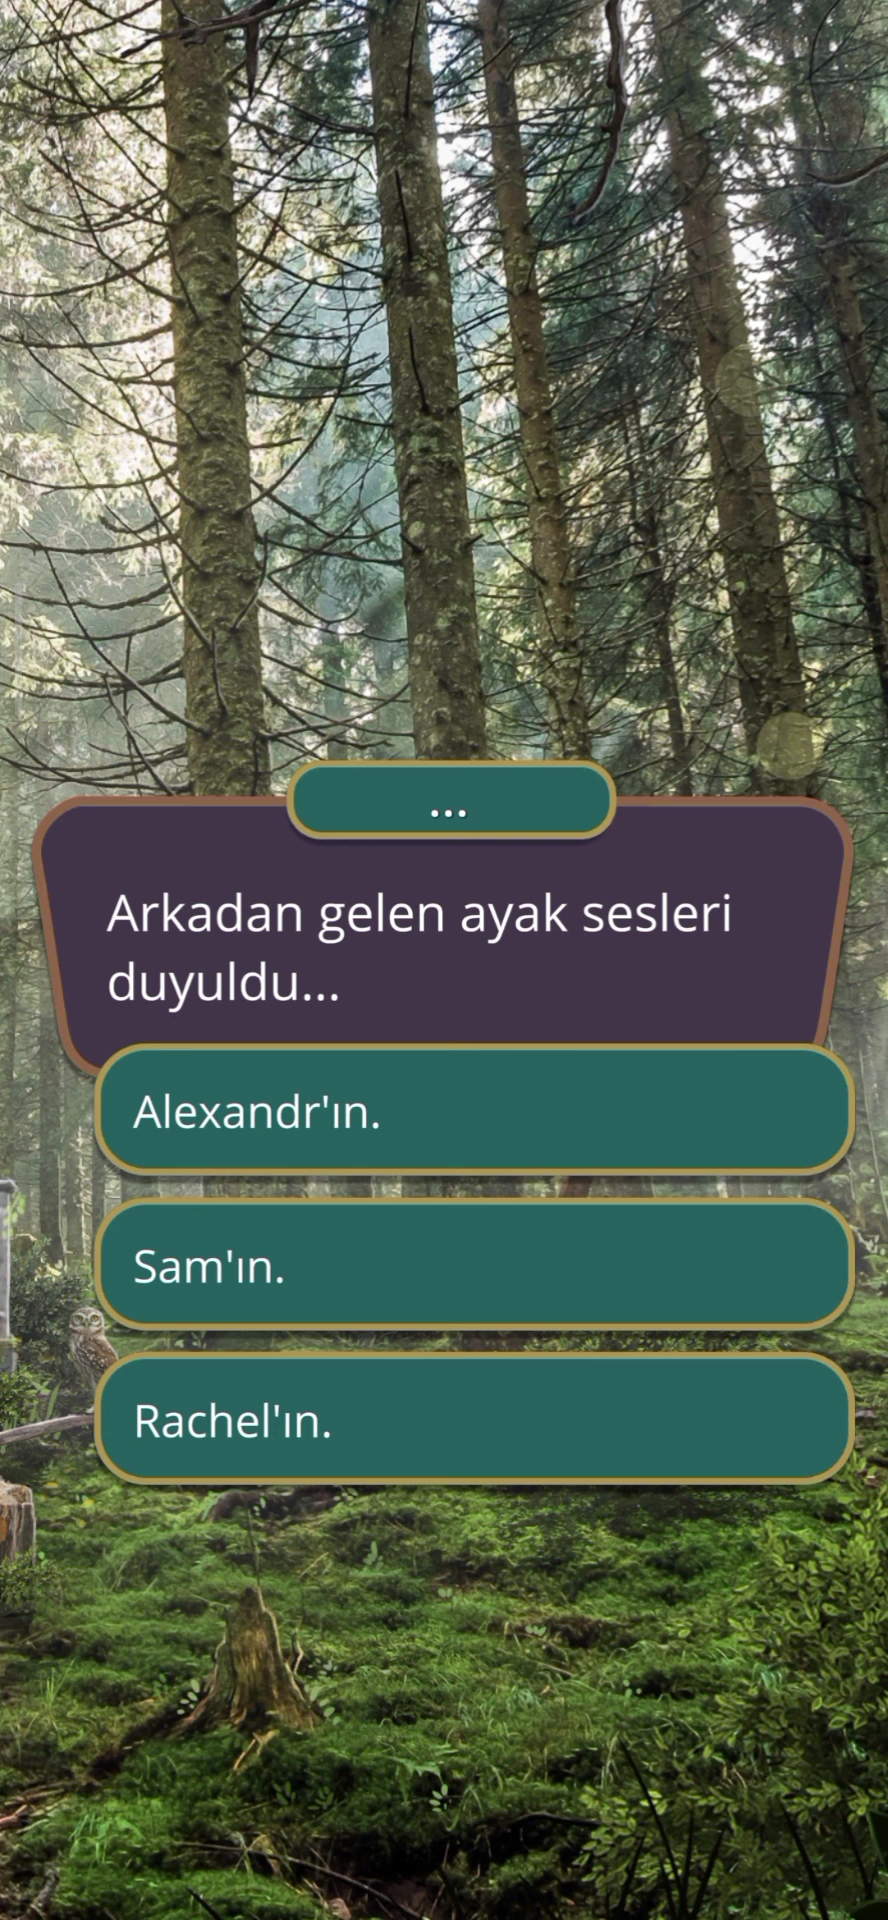 ...
Arkadan gelen ayak sesleri
duyuldu...
Alexandr'ın.
Sam'ın.
Rachel'ın.